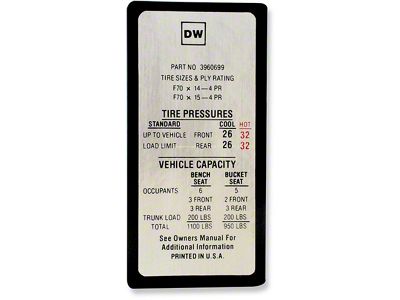 DW
PART NO 3960699
TIRE SIZES & PLY RATING
F70 x 14—4 PR
F70 x 15—4 PR
TIRE PRESSURES
STANDARD COOL HOT
UP TO VEHICLE FRONT 26 32
LOAD LIMIT REAR 26 32
VEHICLE CAPACITY
BENCH BUCKET
SEAT SEAT
OCCUPANTS 6 5
3 FRONT 2 FRONT
3 REAR 3 REAR
TRUNK LOAD 200 LBS 200 LBS
TOTAL 1100 LBS 950 LBS
See Owners Manual For
Additional Information
PRINTED IN U.S.A.